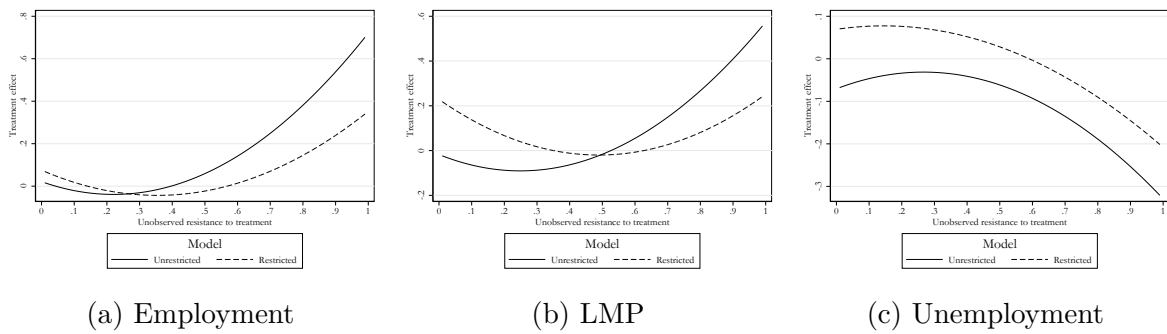 .8
.6
.4
.2
0
Treatment effect
0 .1 .2 .3 .4 .5 .6 .7 .8 .9 1
Unobserved resistance to treatment
Model
Unrestricted Restricted
(a) Employment
.6
.4
.2
0
-.2
Treatment effect
0 .1 .2 .3 .4 .5 .6 .7 .8 .9 1
Unobserved resistance to treatment
Model
Unrestricted Restricted
(b) LMP
.1
0
-.1
-.2
-.3
Treatment effect
0 .1 .2 .3 .4 .5 .6 .7 .8 .9 1
Unobserved resistance to treatment
Model
Unrestricted Restricted
(c) Unemployment